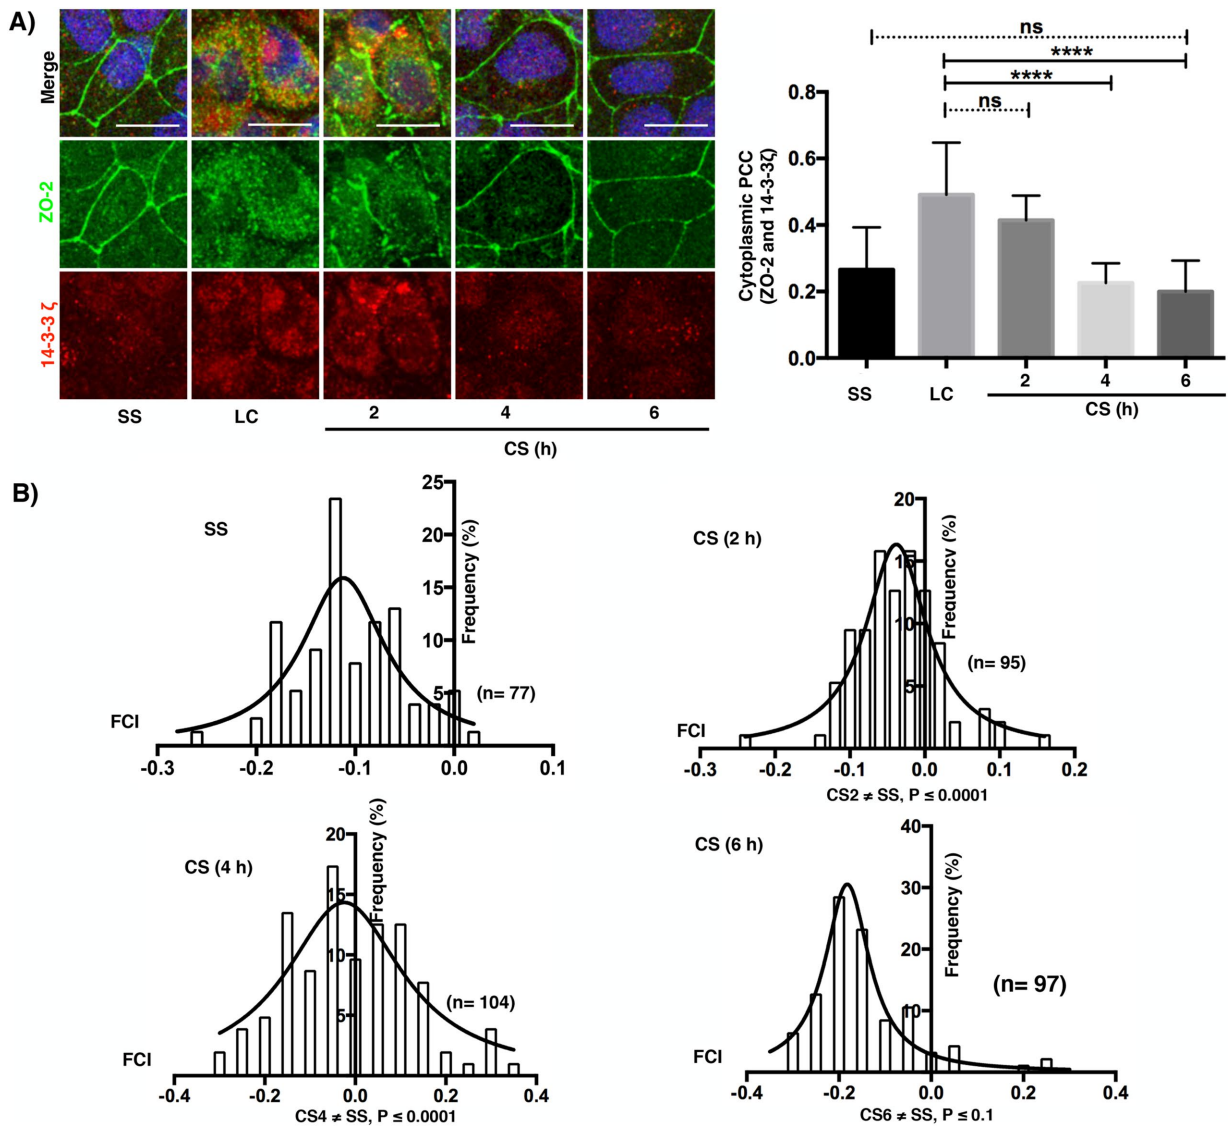 A)
Merge
ZO-2
14-3-3 ζ
SS LC 2 4 6
CS (h)
ns
****
****
ns
Cytoplasmic PCC
(ZO-2 and 14-3-3ζ)
0.8
0.6
0.4
0.2
0.0
SS LC 2 4 6
CS (h)
B)
SS
Frequency (%)
25
20
15
10
5
(n= 77)
FCI
-0.3 -0.2 -0.1 0.0 0.1
CS (2 h)
Frequency (%)
20
15
10
5
(n= 95)
FCI
-0.3 -0.2 -0.1 0.0 0.1 0.2
CS2 ≠ SS, P ≤ 0.0001
CS (4 h)
Frequency (%)
20
15
10
5
(n= 104)
FCI
-0.4 -0.2 0.0 0.2 0.4
CS4 ≠ SS, P ≤ 0.0001
CS (6 h)
Frequency (%)
40
30
20
10
(n= 97)
FCI
-0.4 -0.2 0.0 0.2 0.4
CS6 ≠ SS, P ≤ 0.1